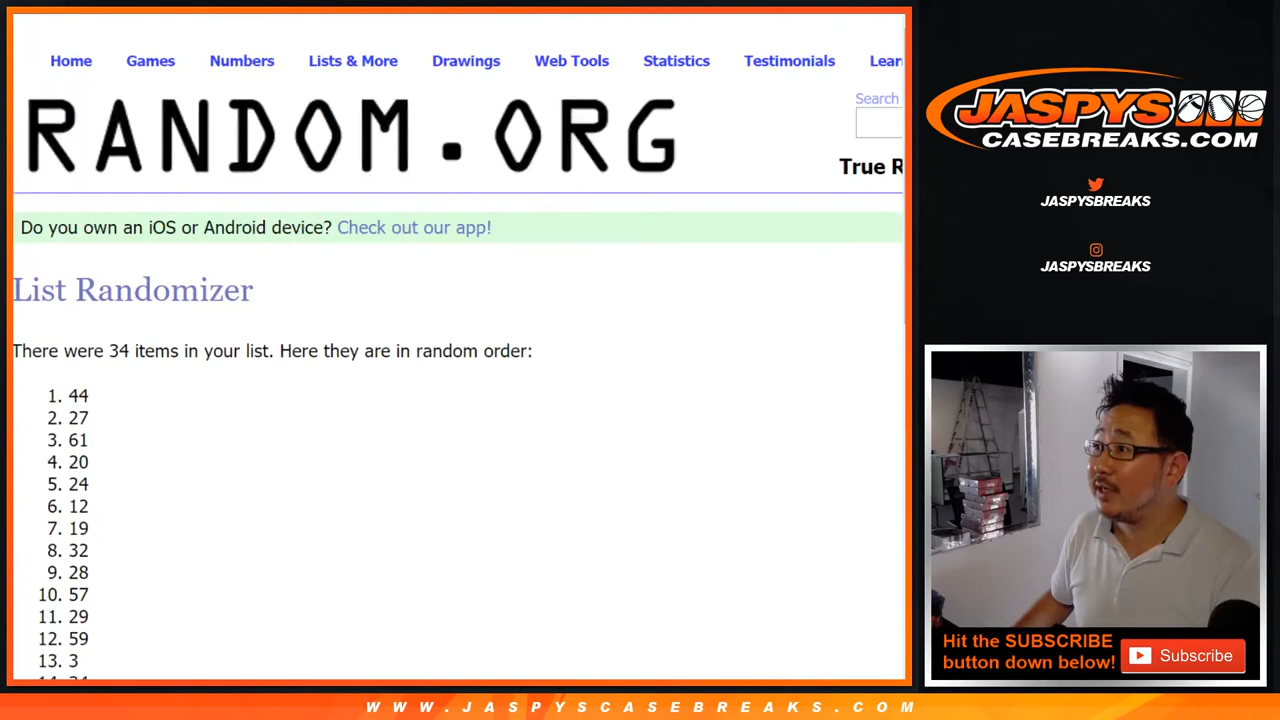 Home Games Numbers Lists & More Drawings Web Tools Statistics Testimonials
RANDOM.ORG
Search
True
Do you own an iOS or Android device? Check out our app!
List Randomizer
There were 34 items in your list. Here they are in random order:
1. 44
2. 27
3. 61
4. 20
5. 24
6. 12
7. 19
8. 32
9. 28
10. 57
11. 29
12. 59
13. 3
JASPYS
CASEBREAKS.COM
JASPYSBREAKS
JASPYSBREAKS
Hit the SUBSCRIBE
button down below!
Subscribe
WWW.JASPYSCASEBREAKS.COM